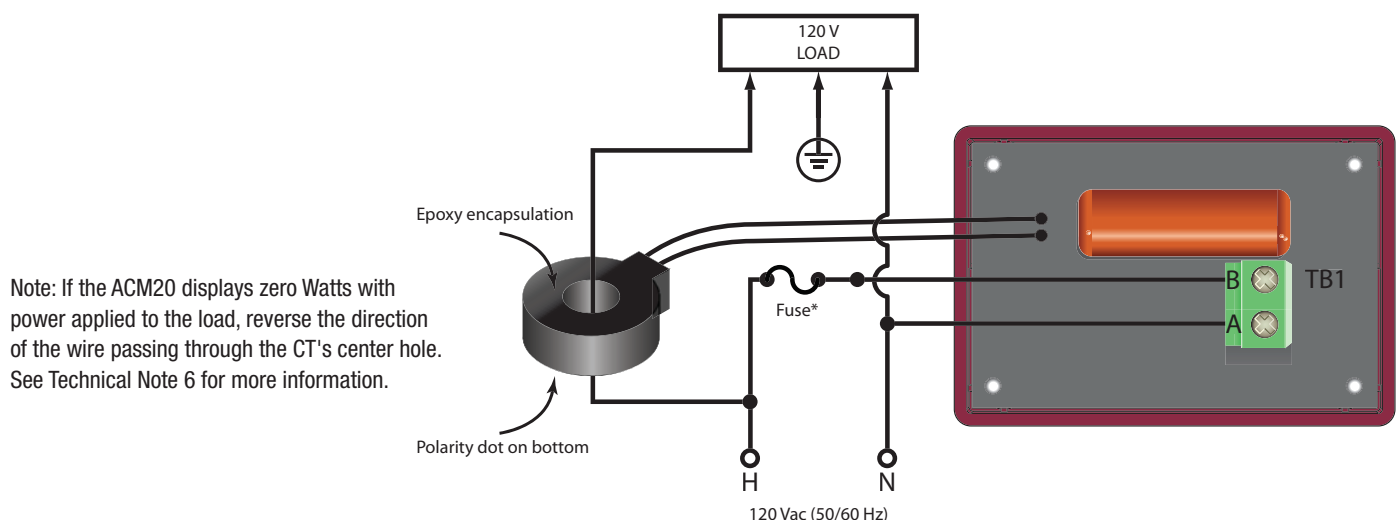 120 V
LOAD
Epoxy encapsulation
Note: If the ACM20 displays zero Watts with
power applied to the load, reverse the direction
of the wire passing through the CT's center hole.
See Technical Note 6 for more information.
Fuse*
B
TB1
A
Polarity dot on bottom
H
N
120 Vac (50/60 Hz)